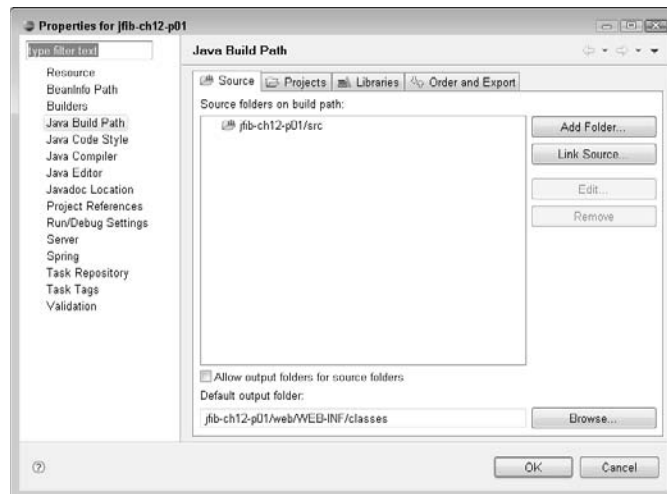 Properties for jfib-ch12-p01
type filter text
Resource
BeanInfo Path
Builders
Java Build Path
Java Code Style
Java Compiler
Java Editor
Javadoc Location
Project References
Run/Debug Settings
Server
Spring
Task Repository
Task Tags
Validation
Java Build Path
Source Projects Libraries Order and Export
Source folders on build path:
jfib-ch12-p01/src
Add Folder...
Link Source...
Edit...
Remove
Allow output folders for source folders
Default output folder:
jfib-ch12-p01/web/WEB-INF/classes
Browse...
?
OK Cancel